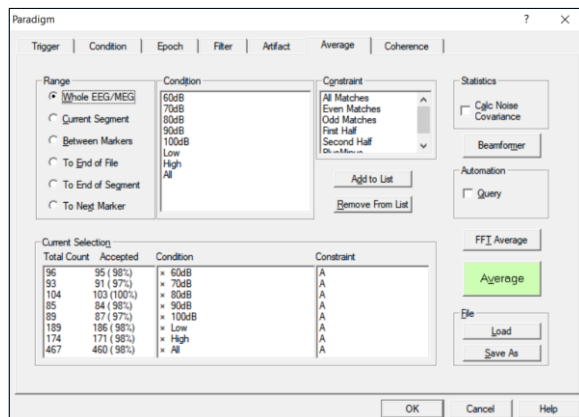 Paradigm ? ×
Trigger Condition Epoch Filter Artifact Average Coherence
Range
Whole EEG/MEG
Current Segment
Between Markers
To End of File
To End of Segment
To Next Marker
Condition
60dB
70dB
80dB
90dB
100dB
Low
High
All
Constraint
All Matches
Even Matches
Odd Matches
First Half
Second Half
PlusMinus
Add to List
Remove From List
Statistics
Calc Noise
Covariance
Beamformer
Automation
Query
Current Selection
Total Count Accepted Condition Constraint
96 95 ( 98%) × 60dB A
93 91 ( 97%) × 70dB A
104 103 (100%) × 80dB A
85 84 ( 98%) × 90dB A
89 87 ( 97%) × 100dB A
189 186 ( 98%) × Low A
174 171 ( 98%) × High A
467 460 ( 98%) × All A
FFT Average
Average
File
Load
Save As
OK Cancel Help